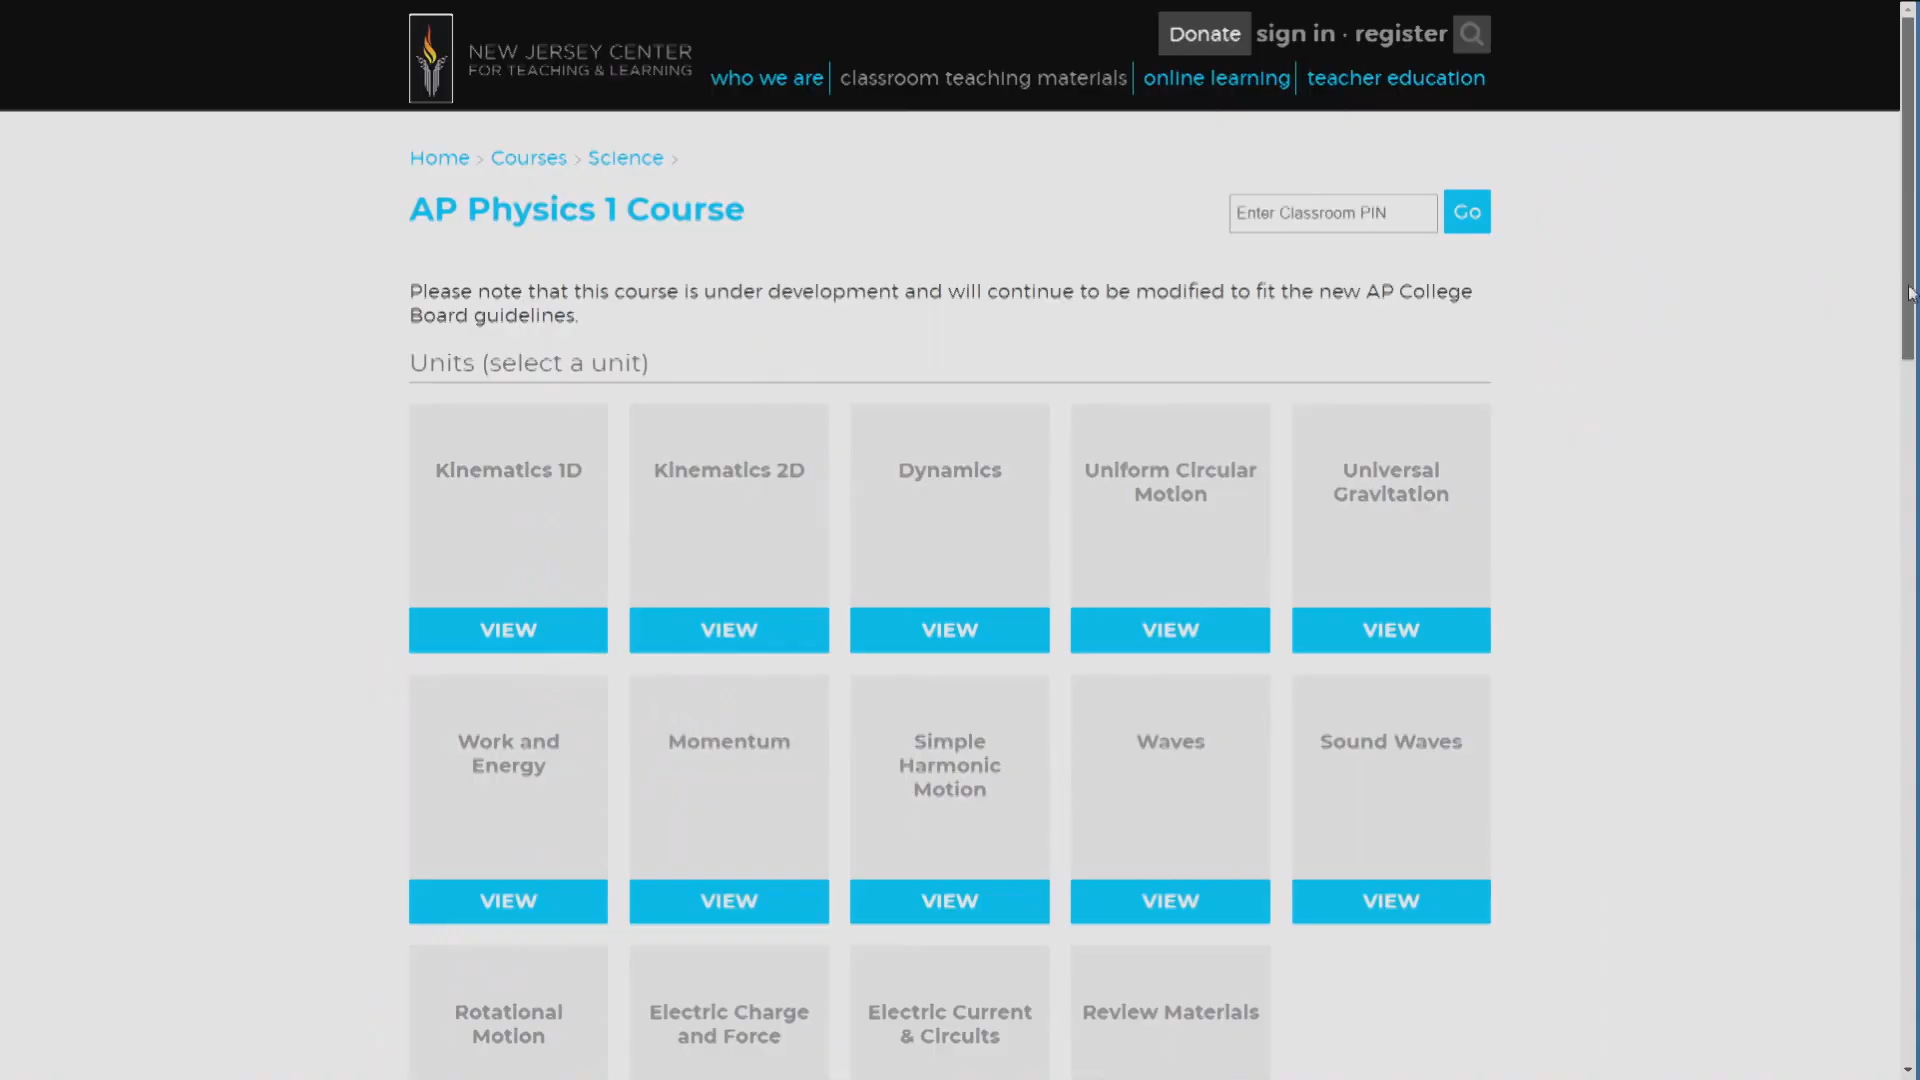 Donate sign in · register
NEW JERSEY CENTER
FOR TEACHING & LEARNING
who we are classroom teaching materials online learning teacher education
Home > Courses > Science >
AP Physics 1 Course
Enter Classroom PIN Go
Please note that this course is under development and will continue to be modified to fit the new AP College
Board guidelines.
Units (select a unit)
Kinematics 1D
VIEW
Kinematics 2D
VIEW
Dynamics
VIEW
Uniform Circular
Motion
VIEW
Universal
Gravitation
VIEW
Work and
Energy
VIEW
Momentum
VIEW
Simple
Harmonic
Motion
VIEW
Waves
VIEW
Sound Waves
VIEW
Rotational
Motion
Electric Charge
and Force
Electric Current
& Circuits
Review Materials